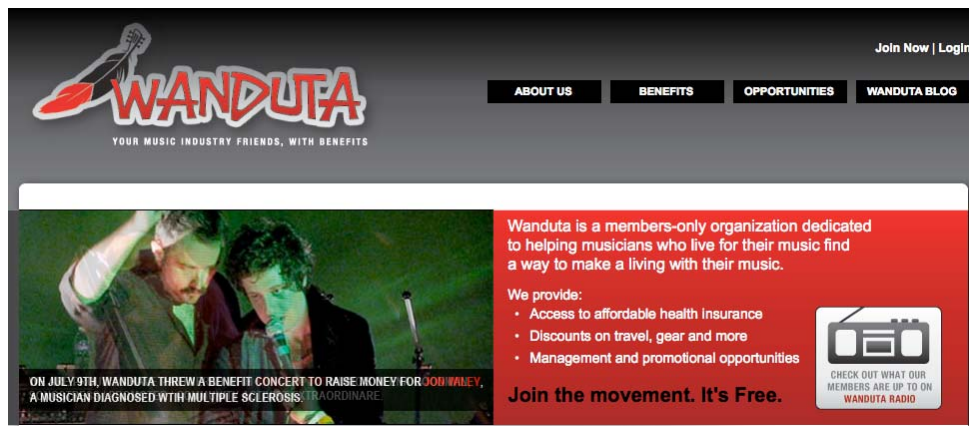 Join Now | Login
WANDUTA
YOUR MUSIC INDUSTRY FRIENDS, WITH BENEFITS
ABOUT US BENEFITS OPPORTUNITIES WANDUTA BLOG
Wanduta is a members-only organization dedicated
to helping musicians who live for their music find
a way to make a living with their music.
We provide:
• Access to affordable health insurance
• Discounts on travel, gear and more
• Management and promotional opportunities
Join the movement. It's Free.
CHECK OUT WHAT OUR
MEMBERS ARE UP TO ON
WANDUTA RADIO
ON JULY 9TH, WANDUTA THREW A BENEFIT CONCERT TO RAISE MONEY FOR
A MUSICIAN DIAGNOSED WTIH MULTIPLE SCLEROSIS.